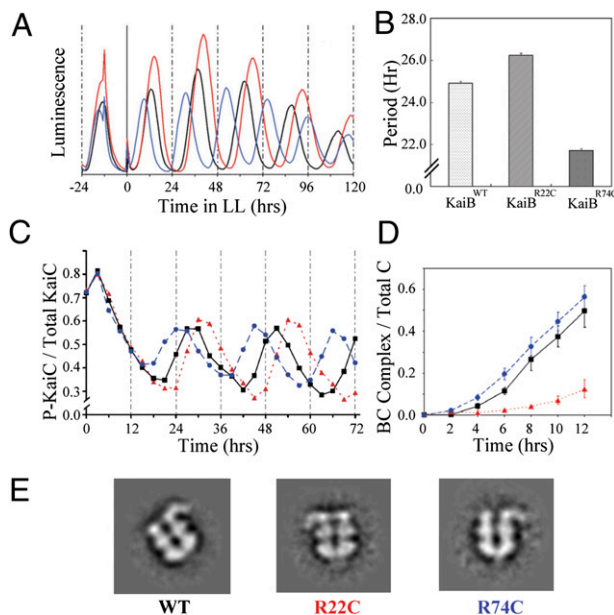 A
Luminescence
-24 0 24 48 72 96 120
Time in LL (hrs)
B
Period (Hr)
28.0
26.0
24.0
22.0
0.0
KaiB WT KaiB R22C KaiB R74C
C
P-KaiC / Total KaiC
0.8
0.7
0.6
0.5
0.4
0.3
0.0
0 12 24 36 48 60 72
Time (hrs)
D
BC Complex / Total C
0.6
0.4
0.2
0.0
0 2 4 6 8 10 12
Time (hrs)
E
WT R22C R74C